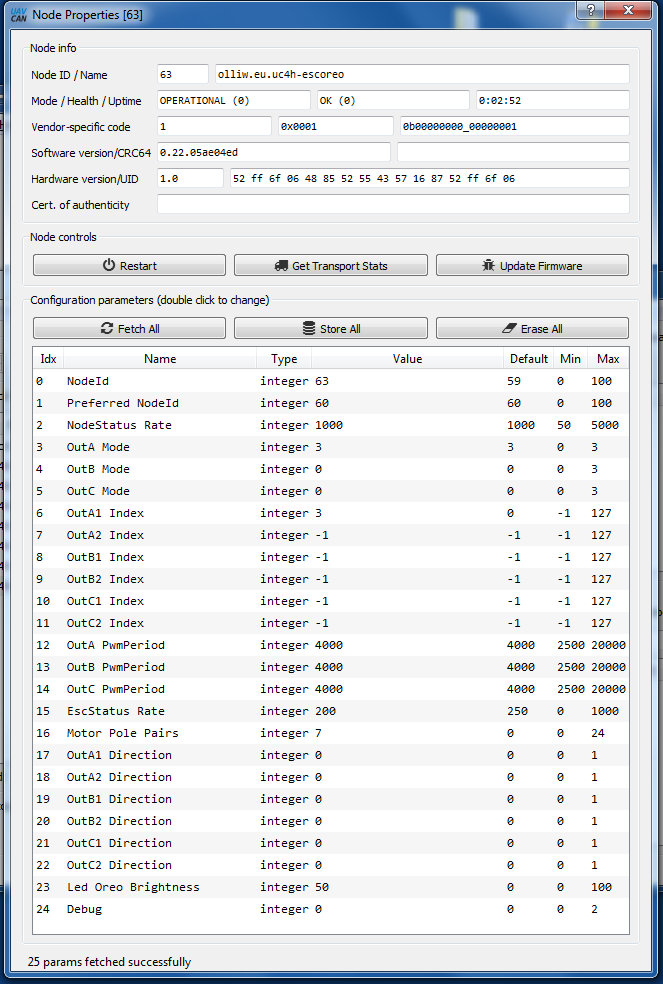 UAV
CAN
Node Properties [63]
?
Node info
Node ID / Name 63 olliw.eu.uc4h-escoreo
Mode / Health / Uptime OPERATIONAL (0) OK (0) 0:02:52
Vendor-specific code 1 0x0001 0b00000000_00000001
Software version/CRC64 0.22.05ae04ed
Hardware version/UID 1.0 52 ff 6f 06 48 85 52 55 43 57 16 87 52 ff 6f 06
Cert. of authenticity
Node controls
Restart Get Transport Stats Update Firmware
Configuration parameters (double click to change)
Fetch All Store All Erase All
Idx Name Type Value Default Min Max
0 NodeId integer 63 59 0 100
1 Preferred NodeId integer 60 60 0 100
2 NodeStatus Rate integer 1000 1000 50 5000
3 OutA Mode integer 3 3 0 3
4 OutB Mode integer 0 0 0 3
5 OutC Mode integer 0 0 0 3
6 OutA1 Index integer 3 0 -1 127
7 OutA2 Index integer -1 -1 -1 127
8 OutB1 Index integer -1 -1 -1 127
9 OutB2 Index integer -1 -1 -1 127
10 OutC1 Index integer -1 -1 -1 127
11 OutC2 Index integer -1 -1 -1 127
12 OutA PwmPeriod integer 4000 4000 2500 20000
13 OutB PwmPeriod integer 4000 4000 2500 20000
14 OutC PwmPeriod integer 4000 4000 2500 20000
15 EscStatus Rate integer 200 250 0 1000
16 Motor Pole Pairs integer 7 0 0 24
17 OutA1 Direction integer 0 0 0 1
18 OutA2 Direction integer 0 0 0 1
19 OutB1 Direction integer 0 0 0 1
20 OutB2 Direction integer 0 0 0 1
21 OutC1 Direction integer 0 0 0 1
22 OutC2 Direction integer 0 0 0 1
23 Led Oreo Brightness integer 50 0 0 100
24 Debug integer 0 0 0 2
25 params fetched successfully